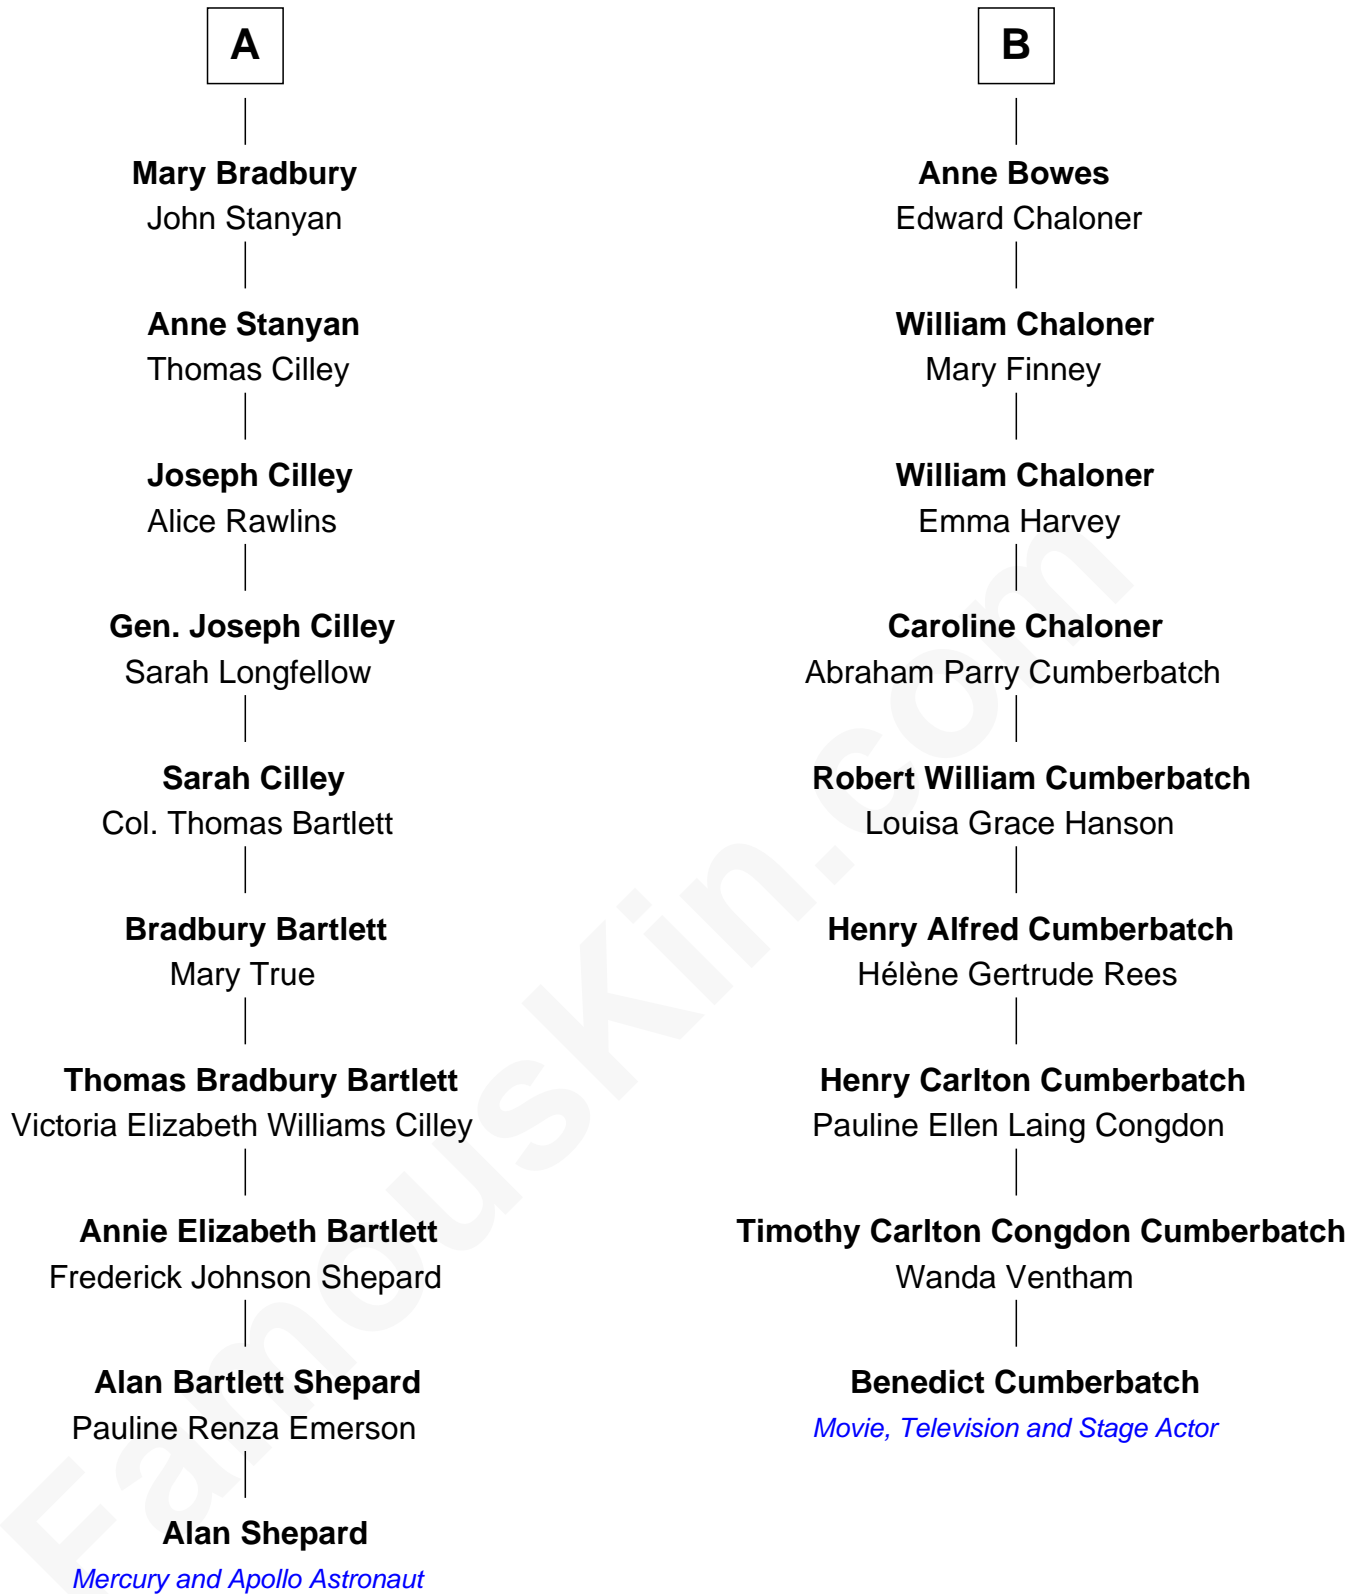 A
Mary Bradbury
John Stanyan
Anne Stanyan
Thomas Cilley
Joseph Cilley
Alice Rawlins
Gen. Joseph Cilley
Sarah Longfellow
Sarah Cilley
Col. Thomas Bartlett
Bradbury Bartlett
Mary True
Thomas Bradbury Bartlett
Victoria Elizabeth Williams Cilley
Annie Elizabeth Bartlett
Frederick Johnson Shepard
Alan Bartlett Shepard
Pauline Renza Emerson
Alan Shepard
Mercury and Apollo Astronaut
B
Anne Bowes
Edward Chaloner
William Chaloner
Mary Finney
William Chaloner
Emma Harvey
Caroline Chaloner
Abraham Parry Cumberbatch
Robert William Cumberbatch
Louisa Grace Hanson
Henry Alfred Cumberbatch
Hélène Gertrude Rees
Henry Carlton Cumberbatch
Pauline Ellen Laing Congdon
Timothy Carlton Congdon Cumberbatch
Wanda Ventham
Benedict Cumberbatch
Movie, Television and Stage Actor
FamousKin.com